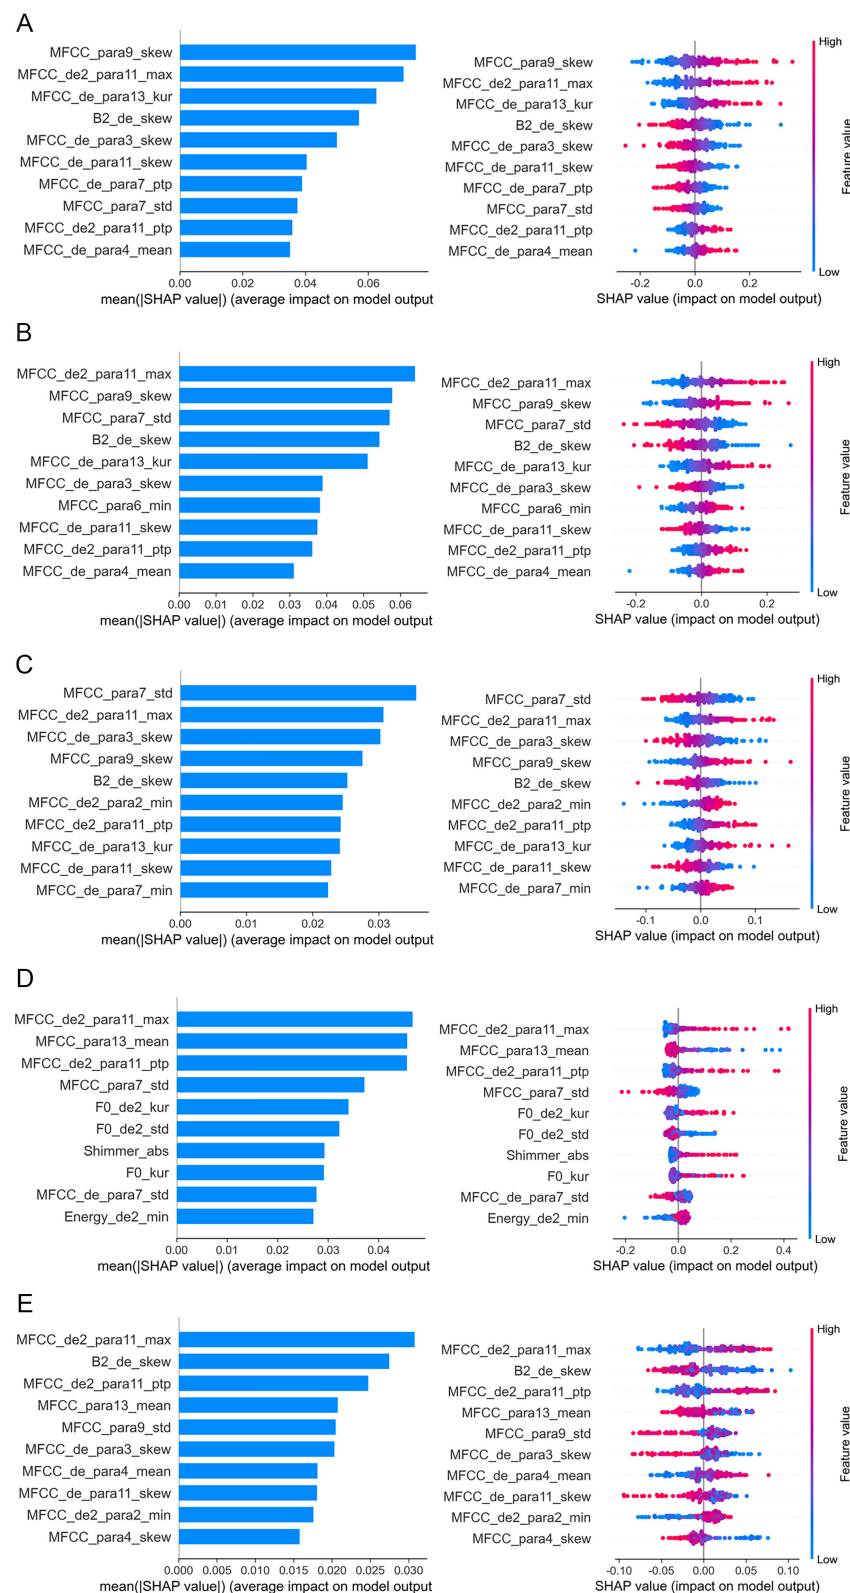 A
MFCC_para9_skew
MFCC_de2_para11_max
MFCC_de_para13_kur
B2_de_skew
MFCC_de_para3_skew
MFCC_de_para11_skew
MFCC_de_para7_ptp
MFCC_para7_std
MFCC_de2_para11_ptp
MFCC_de_para4_mean
0.00 0.02 0.04 0.06
mean(|SHAP value|) (average impact on model output
MFCC_para9_skew
MFCC_de2_para11_max
MFCC_de_para13_kur
B2_de_skew
MFCC_de_para3_skew
MFCC_de_para11_skew
MFCC_de_para7_ptp
MFCC_para7_std
MFCC_de2_para11_ptp
MFCC_de_para4_mean
-0.2 0.0 0.2
SHAP value (impact on model output)
High
Feature value
Low
B
MFCC_de2_para11_max
MFCC_para9_skew
MFCC_para7_std
B2_de_skew
MFCC_de_para13_kur
MFCC_de_para3_skew
MFCC_para6_min
MFCC_de_para11_skew
MFCC_de2_para11_ptp
MFCC_de_para4_mean
0.00 0.01 0.02 0.03 0.04 0.05 0.06
mean(|SHAP value|) (average impact on model output
MFCC_de2_para11_max
MFCC_para9_skew
MFCC_para7_std
B2_de_skew
MFCC_de_para13_kur
MFCC_de_para3_skew
MFCC_para6_min
MFCC_de_para11_skew
MFCC_de2_para11_ptp
MFCC_de_para4_mean
-0.2 0.0 0.2
SHAP value (impact on model output)
High
Feature value
Low
C
MFCC_para7_std
MFCC_de2_para11_max
MFCC_de_para3_skew
MFCC_para9_skew
B2_de_skew
MFCC_de2_para2_min
MFCC_de2_para11_ptp
MFCC_de_para13_kur
MFCC_de_para11_skew
MFCC_de_para7_min
0.00 0.01 0.02 0.03
mean(|SHAP value|) (average impact on model output
MFCC_para7_std
MFCC_de2_para11_max
MFCC_de_para3_skew
MFCC_para9_skew
B2_de_skew
MFCC_de2_para2_min
MFCC_de2_para11_ptp
MFCC_de_para13_kur
MFCC_de_para11_skew
MFCC_de_para7_min
-0.1 0.0 0.1
SHAP value (impact on model output)
High
Feature value
Low
D
MFCC_de2_para11_max
MFCC_para13_mean
MFCC_de2_para11_ptp
MFCC_para7_std
F0_de2_kur
F0_de2_std
Shimmer_abs
F0_kur
MFCC_de_para7_std
Energy_de2_min
0.00 0.01 0.02 0.03 0.04
mean(|SHAP value|) (average impact on model output
MFCC_de2_para11_max
MFCC_para13_mean
MFCC_de2_para11_ptp
MFCC_para7_std
F0_de2_kur
F0_de2_std
Shimmer_abs
F0_kur
MFCC_de_para7_std
Energy_de2_min
-0.2 0.0 0.2 0.4
SHAP value (impact on model output)
High
Feature value
Low
E
MFCC_de2_para11_max
B2_de_skew
MFCC_de2_para11_ptp
MFCC_para13_mean
MFCC_para9_std
MFCC_de_para3_skew
MFCC_de_para4_mean
MFCC_de_para11_skew
MFCC_de2_para2_min
MFCC_para4_skew
0.000 0.005 0.010 0.015 0.020 0.025 0.030
mean(|SHAP value|) (average impact on model output
MFCC_de2_para11_max
B2_de_skew
MFCC_de2_para11_ptp
MFCC_para13_mean
MFCC_para9_std
MFCC_de_para3_skew
MFCC_de_para4_mean
MFCC_de_para11_skew
MFCC_de2_para2_min
MFCC_para4_skew
-0.10 -0.05 0.00 0.05 0.10
SHAP value (impact on model output)
High
Feature value
Low